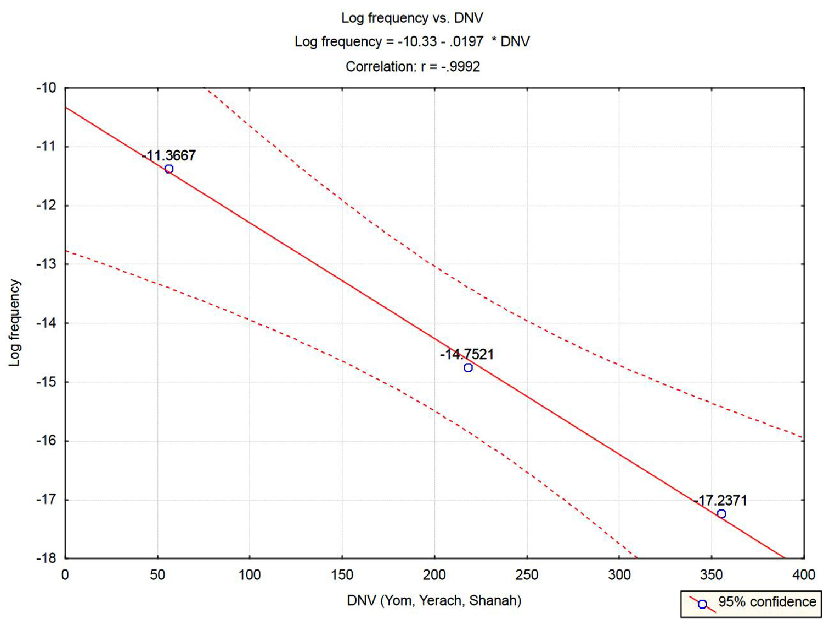 Log frequency vs. DNV
Log frequency = -10.33 - .0197 * DNV
Correlation: r = -.9992
-10
-11
-12
-13
-14
-15
-16
-17
-18
Log frequency
-11.3667
-14.7521
-17.2371
0 50 100 150 200 250 300 350 400
DNV (Yom, Yerach, Shanah)
95% confidence